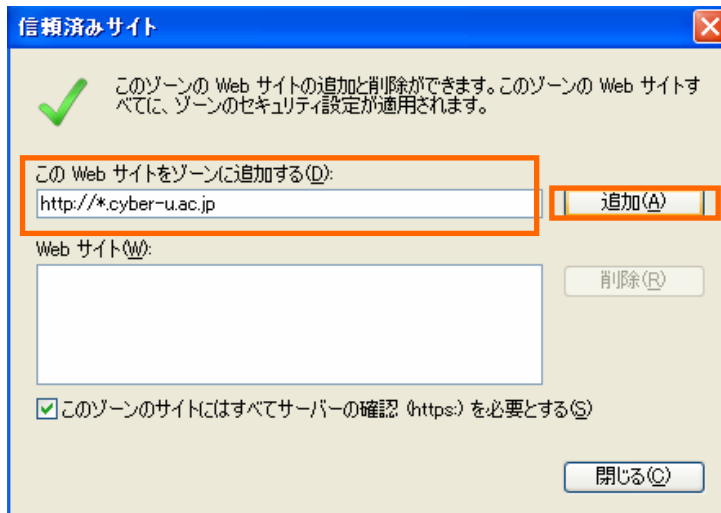 信頼済みサイト
このゾーンの Web サイトの追加と削除ができます。このゾーンの Web サイトす
べてに、ゾーンのセキュリティ設定が適用されます。
この Web サイトをゾーンに追加する(D):
http://*.cyber-u.ac.jp
追加(A)
Web サイト(W):
削除(R)
このゾーンのサイトにはすべてサーバーの確認 (https:) を必要とする(S)
閉じる(C)